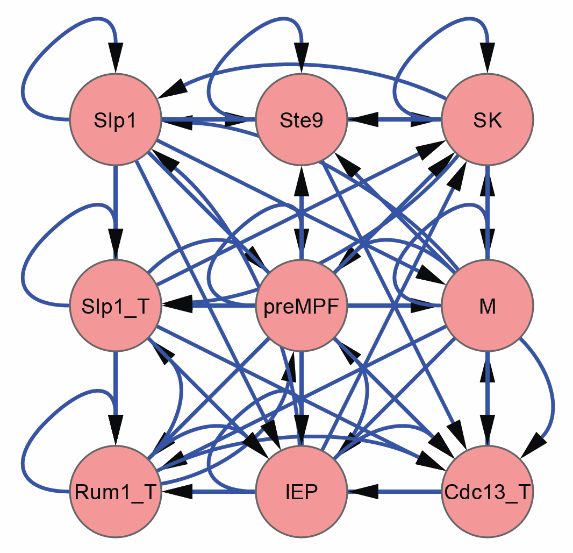 Slp1 Ste9 SK
Slp1_T preMPF M
Rum1_T IEP Cdc13_T